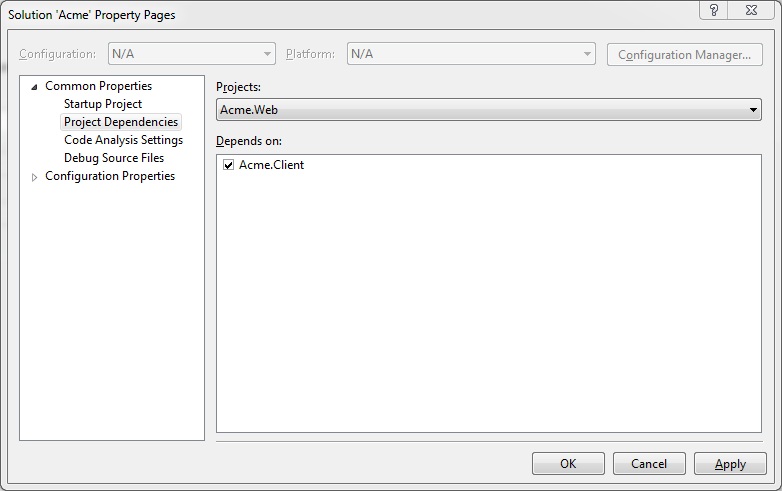 Solution 'Acme' Property Pages
Configuration: N/A Platform: N/A Configuration Manager...
Common Properties
Startup Project
Project Dependencies
Code Analysis Settings
Debug Source Files
Configuration Properties
Projects:
Acme.Web
Depends on:
Acme.Client
OK Cancel Apply